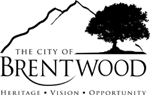 THE CITY OF
BRENTWOOD
HERITAGE • VISION • OPPORTUNITY